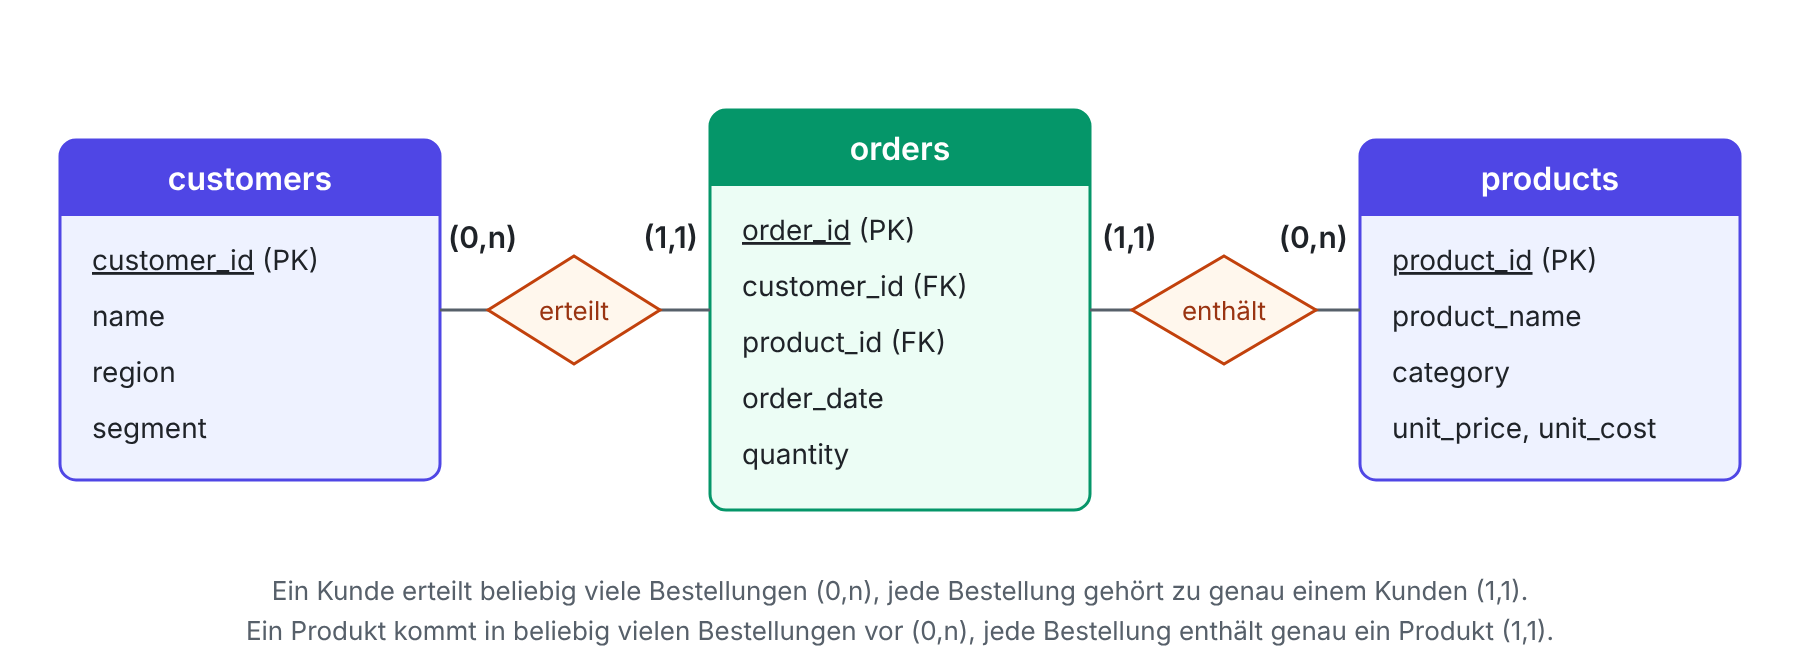 customers
customer_id (PK)
name
region
segment
(0,n)
erteilt
(1,1)
orders
order_id (PK)
customer_id (FK)
product_id (FK)
order_date
quantity
(1,1)
enthält
(0,n)
products
product_id (PK)
product_name
category
unit_price, unit_cost
Ein Kunde erteilt beliebig viele Bestellungen (0,n), jede Bestellung gehört zu genau einem Kunden (1,1).
Ein Produkt kommt in beliebig vielen Bestellungen vor (0,n), jede Bestellung enthält genau ein Produkt (1,1).